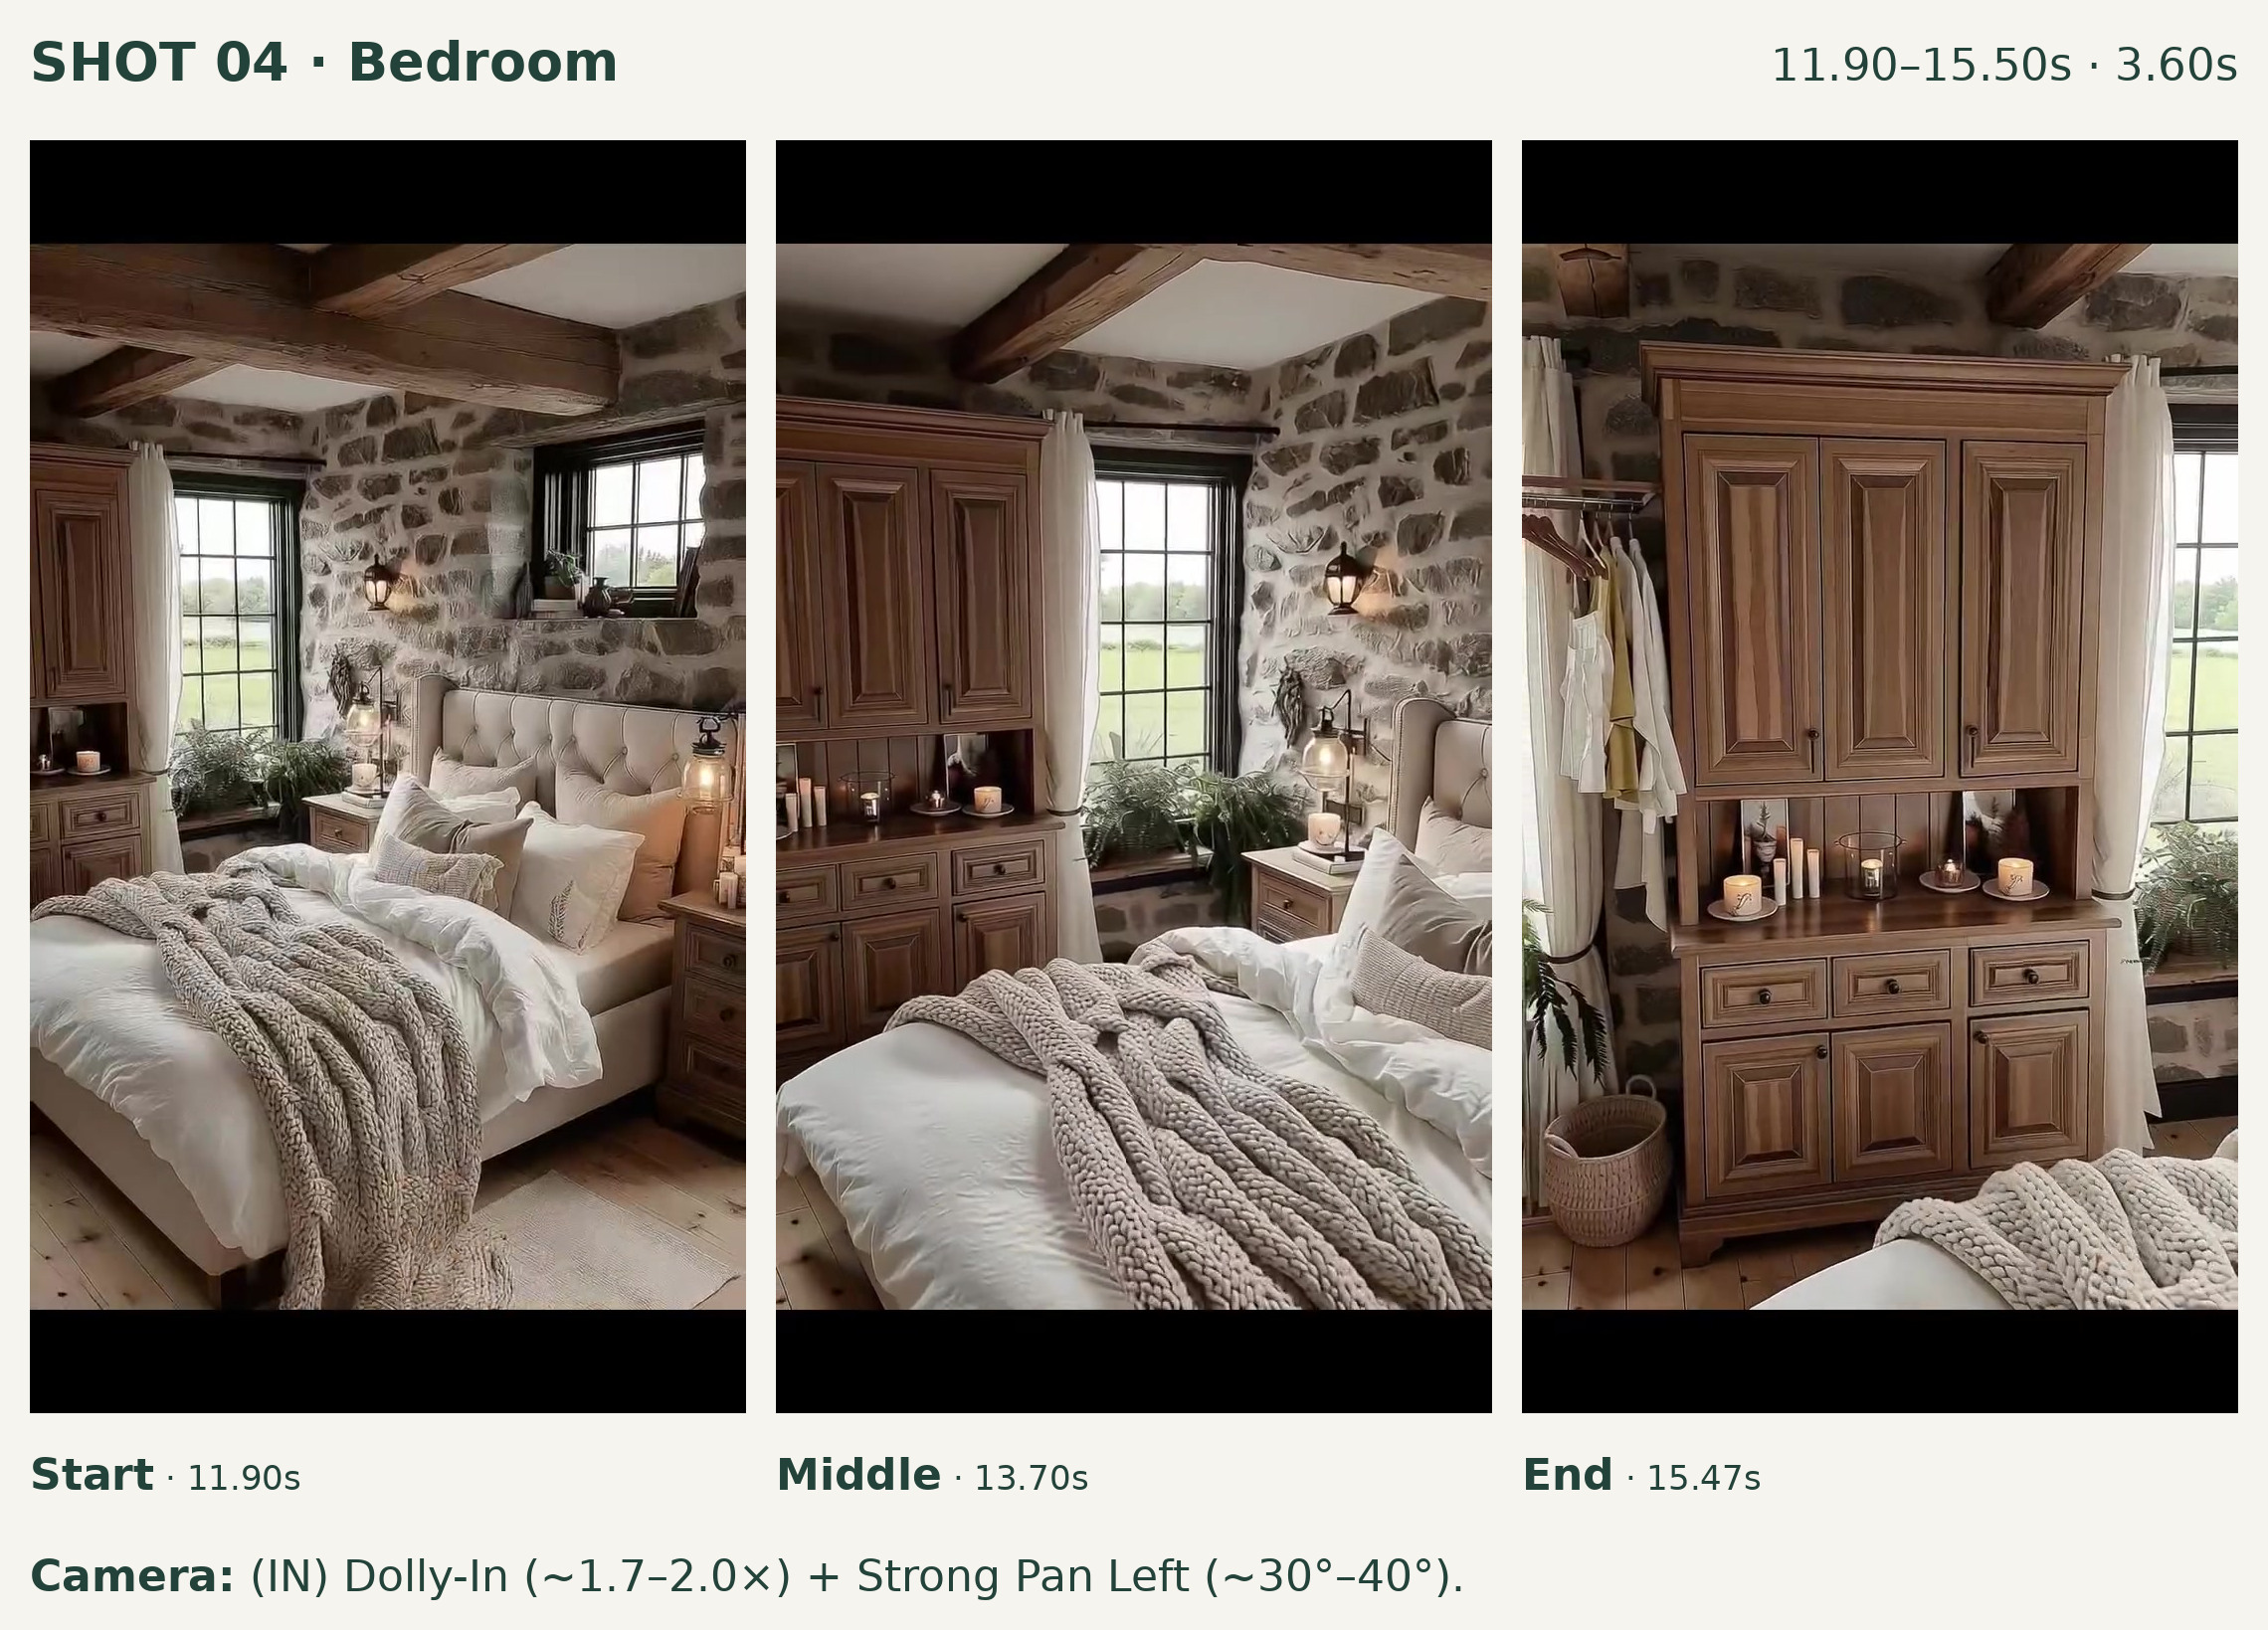 SHOT 04 · Bedroom
11.90–15.50s · 3.60s
Start · 11.90s
Middle · 13.70s
End · 15.47s
Camera: (IN) Dolly-In (~1.7–2.0×) + Strong Pan Left (~30°–40°).